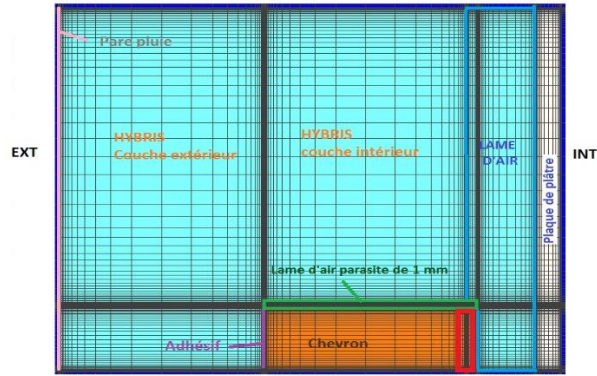 Pare pluie
HYBRIS
Couche extérieur
HYBRIS
couche intérieur
LAME
D'AIR
EXT
INT
Plaque de plâtre
Lame d'air parasite de 1 mm
Adhésif
Chevron